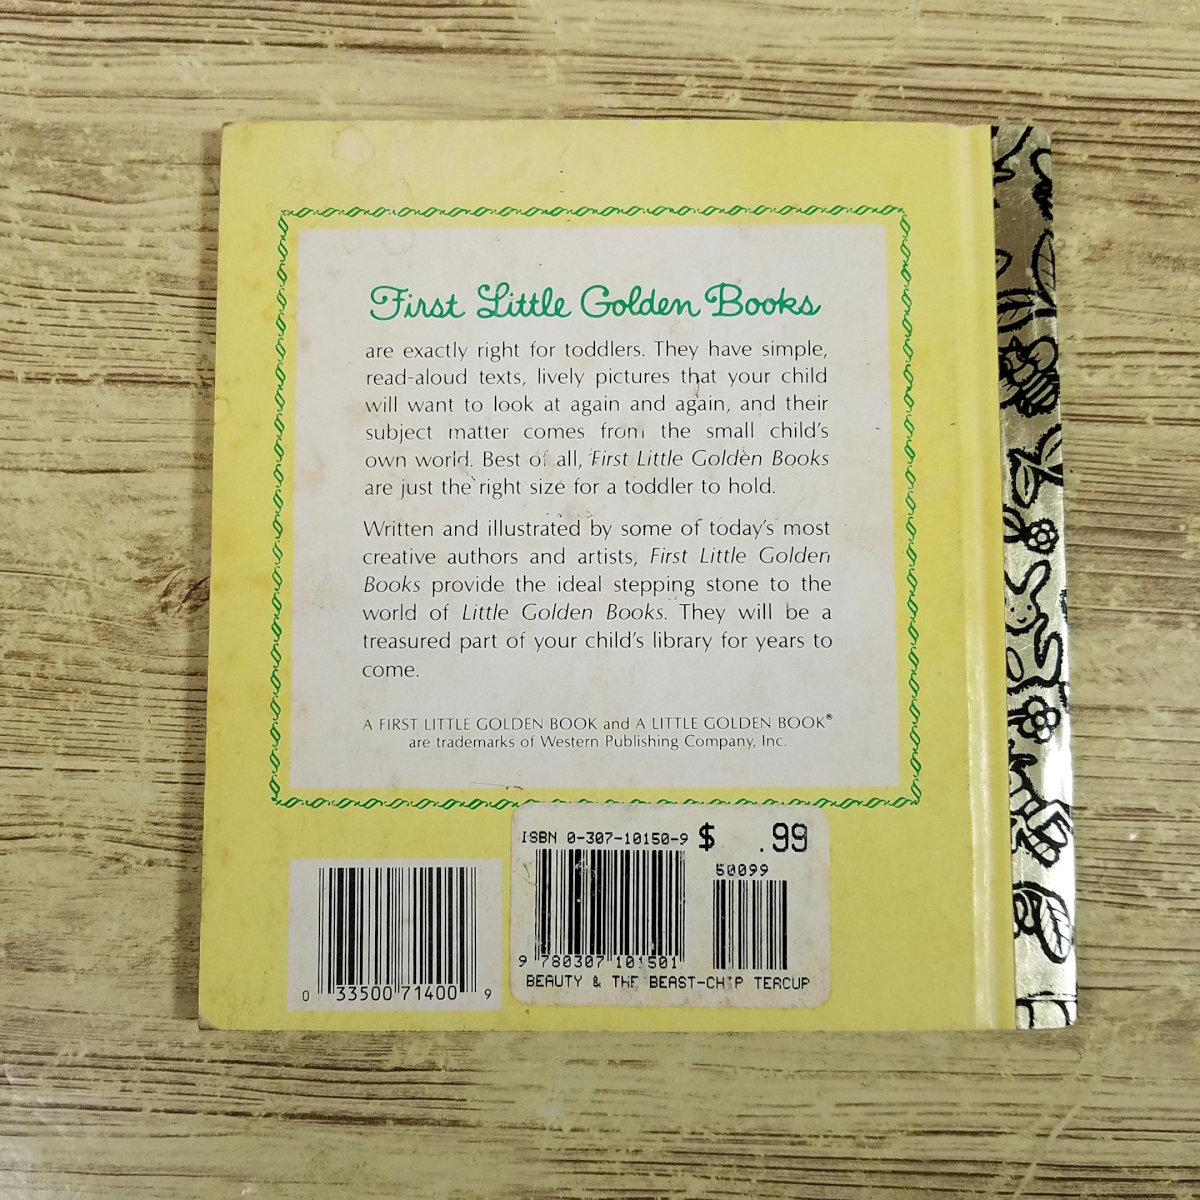 First Little Golden Books
are exactly right for toddlers. They have simple,
read-aloud texts, lively pictures that your child
will want to look at again and again, and their
subject matter comes from the small child's
own world. Best of all, First Little Golden Books
are just the right size for a toddler to hold.
Written and illustrated by some of today's most
creative authors and artists, First Little Golden
Books provide the ideal stepping stone to the
world of Little Golden Books. They will be a
treasured part of your child's library for years to
come.
A FIRST LITTLE GOLDEN BOOK and A LITTLE GOLDEN BOOK®
are trademarks of Western Publishing Company, Inc.
ISBN 0-307-10150-9 $ .99
50099
9 780307 101501
BEAUTY & THE BEAST-CHIP TERCUP
0 33500 71400 9